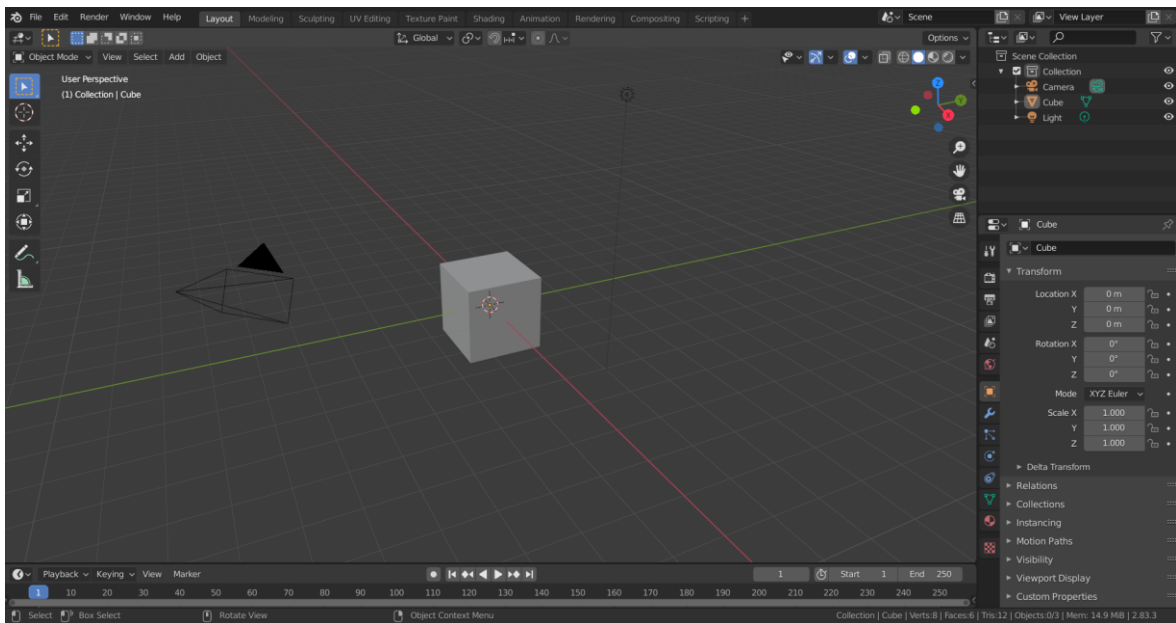 File Edit Render Window Help Layout Modeling Sculpting UV Editing Texture Paint Shading Animation Rendering Compositing Scripting + Scene View Layer
Global Options
Object Mode View Select Add Object
User Perspective
(1) Collection | Cube
Z
Y
X
Scene Collection
Collection
Camera
Cube
Light
Cube
Cube
Transform
Location X 0 m
Y 0 m
Z 0 m
Rotation X 0°
Y 0°
Z 0°
Mode XYZ Euler
Scale X 1.000
Y 1.000
Z 1.000
Delta Transform
Relations
Collections
Instancing
Motion Paths
Visibility
Viewport Display
Custom Properties
Playback Keying View Marker 1 Start 1 End 250
1 10 20 30 40 50 60 70 80 90 100 110 120 130 140 150 160 170 180 190 200 210 220 230 240 250
Select Box Select Rotate View Object Context Menu Collection | Cube | Verts:8 | Faces:6 | Tris:12 | Objects:0/3 | Mem: 14.9 MiB | 2.83.3